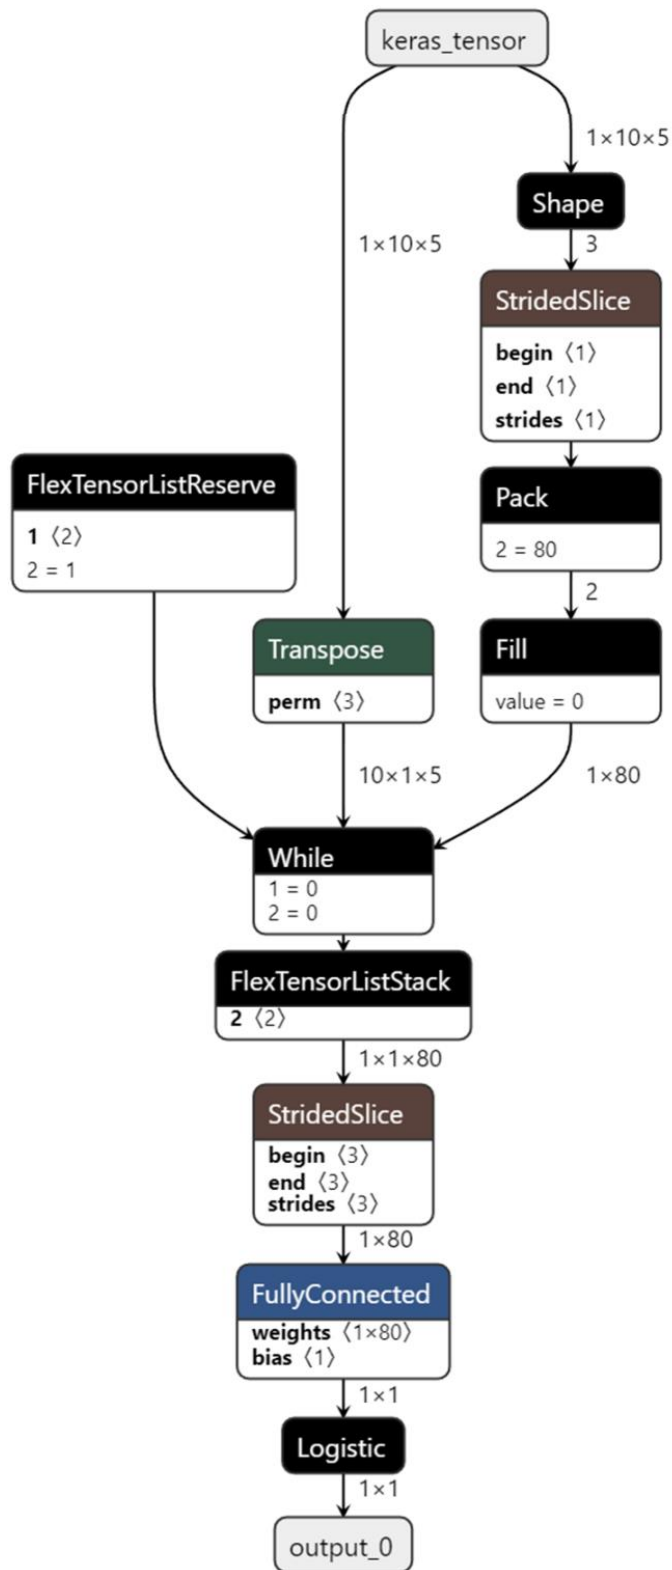 keras_tensor
1×10×5
Shape
1×10×5
3
StridedSlice
begin ⟨1⟩
end ⟨1⟩
strides ⟨1⟩
FlexTensorListReserve
1 ⟨2⟩
2 = 1
Pack
2 = 80
2
Transpose
perm ⟨3⟩
Fill
value = 0
10×1×5
1×80
While
1 = 0
2 = 0
FlexTensorListStack
2 ⟨2⟩
1×1×80
StridedSlice
begin ⟨3⟩
end ⟨3⟩
strides ⟨3⟩
1×80
FullyConnected
weights ⟨1×80⟩
bias ⟨1⟩
1×1
Logistic
1×1
output_0